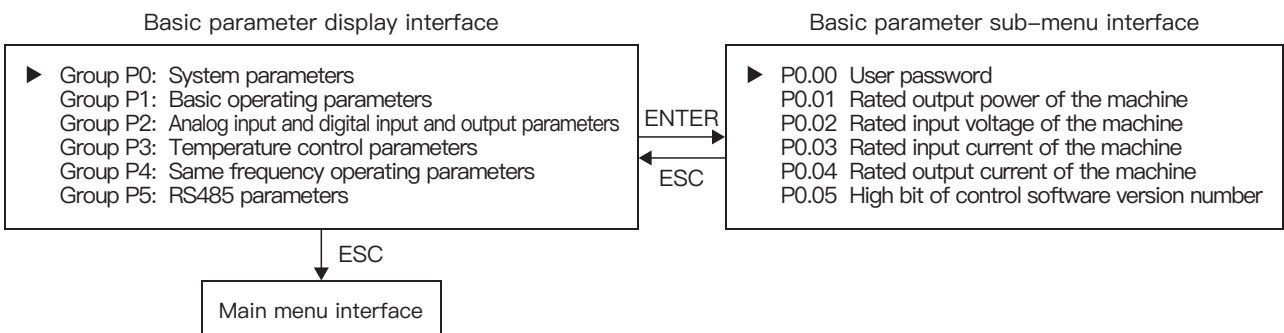 Basic parameter display interface
▶ Group P0: System parameters
Group P1: Basic operating parameters
Group P2: Analog input and digital input and output parameters
Group P3: Temperature control parameters
Group P4: Same frequency operating parameters
Group P5: RS485 parameters
ENTER
ESC
Basic parameter sub-menu interface
▶ P0.00 User password
P0.01 Rated output power of the machine
P0.02 Rated input voltage of the machine
P0.03 Rated input current of the machine
P0.04 Rated output current of the machine
P0.05 High bit of control software version number
ESC
Main menu interface